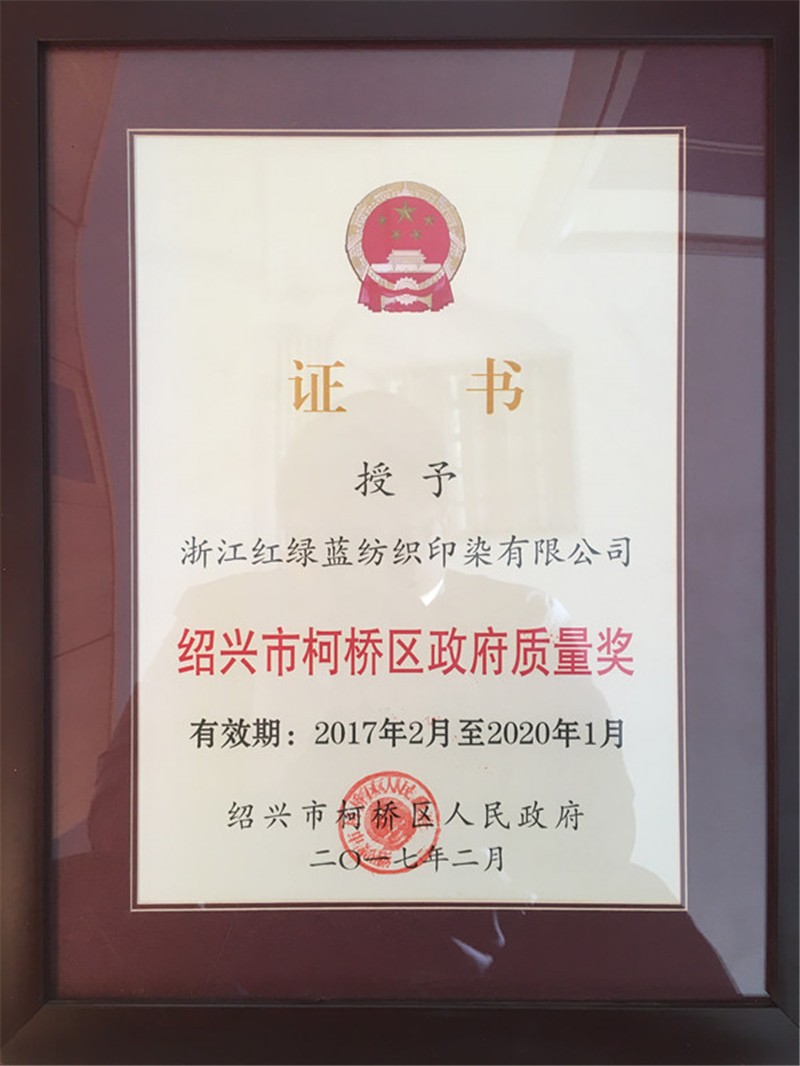 证 书
授 予
浙江红绿蓝纺织印染有限公司
绍兴市柯桥区政府质量奖
有效期：2017年2月至2020年1月
绍兴市柯桥区人民政府
二〇一七年二月